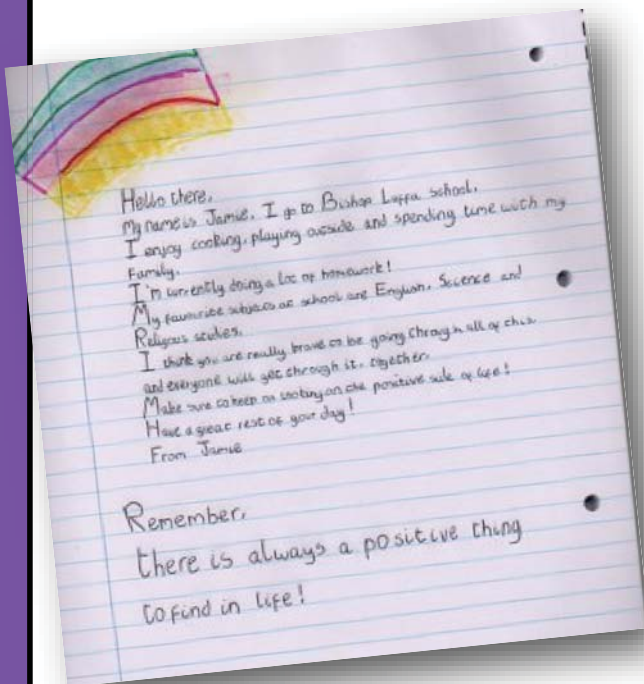 Hello there,
My name is Jamie. I go to Bishop Luffa school.
I enjoy cooking, playing outside and spending time with my
Family.
I'm currently doing a lot of homework!
My favourite subjects at school are English, Science and
Religious studies.
I think you are really brave to be going through all of this
and everyone will get through it, together.
Make sure to keep on looking on the positive side of life!
Have a great rest of your day!
From Jamie
Remember,
there is always a positive thing
to find in life!